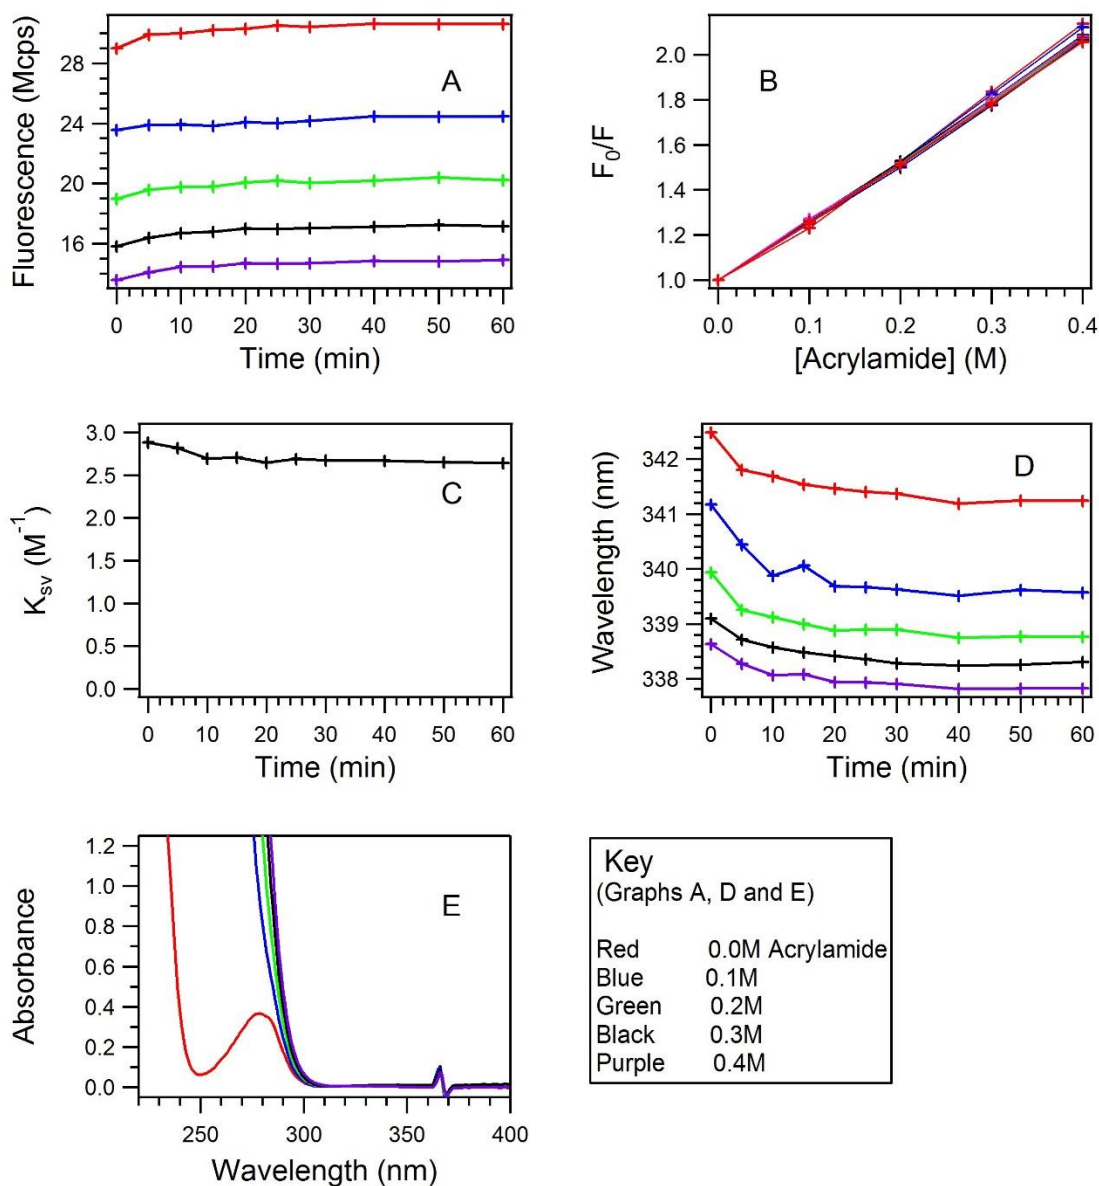 A
Fluorescence (Mcps)
28
24
20
16
0 10 20 30 40 50 60
Time (min)
B
F₀/F
2.0
1.8
1.6
1.4
1.2
1.0
0.0 0.1 0.2 0.3 0.4
[Acrylamide] (M)
C
Ksv (M⁻¹)
3.0
2.5
2.0
1.5
1.0
0.5
0.0
0 10 20 30 40 50 60
Time (min)
D
Wavelength (nm)
342
341
340
339
338
0 10 20 30 40 50 60
Time (min)
E
Absorbance
1.2
1.0
0.8
0.6
0.4
0.2
0.0
250 300 350 400
Wavelength (nm)
Key
(Graphs A, D and E)
Red 0.0M Acrylamide
Blue 0.1M
Green 0.2M
Black 0.3M
Purple 0.4M